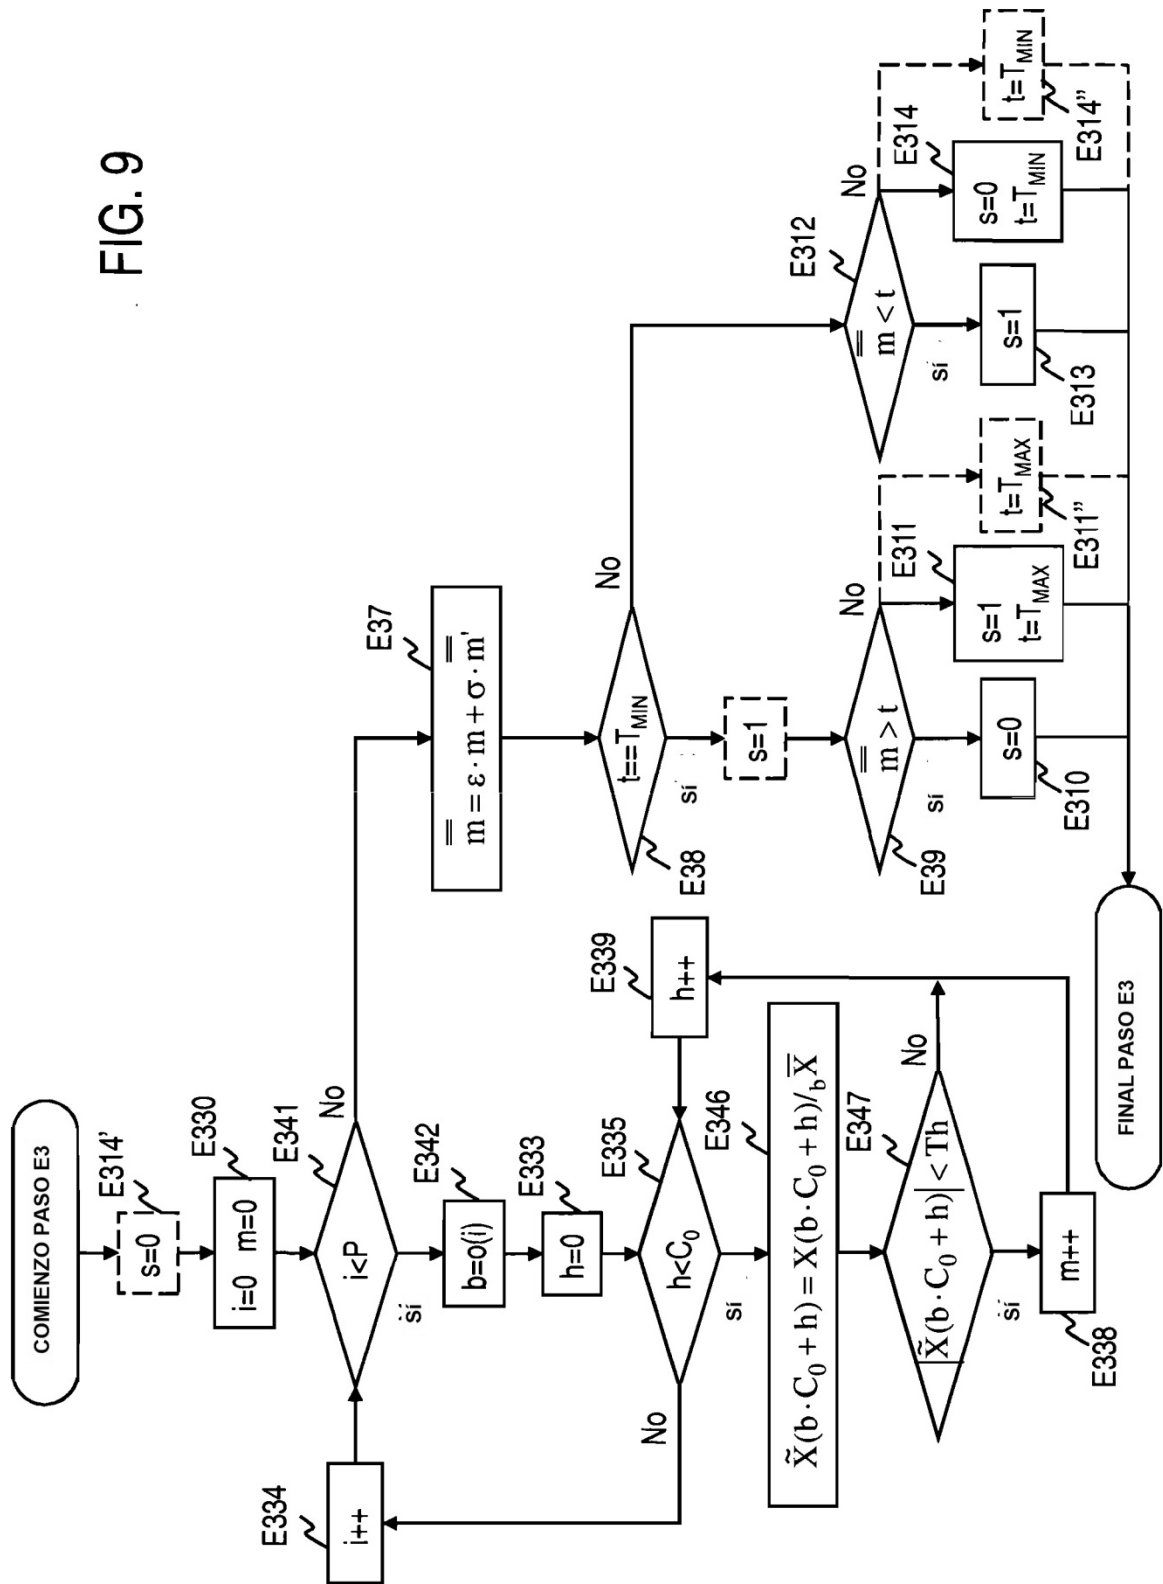 FIG. 9
COMIENZO PASO E3
E314'
s=0
E330
i=0 m=0
E341
i<P
No
sí
E334
i++
E342
b=o(i)
E333
h=0
E335
h<C₀
No
sí
E339
h++
E346
X̃(b·C₀+h)=X(b·C₀+h)/ᵦX̄
E347
|X̃(b·C₀+h)|<Th
No
sí
E338
m++
E37
m̿=ε·m+σ·m̿'
E38
t==T_MIN
No
sí
s=1
E39
m̿>t
No
sí
E310
s=0
E311
s=1
t=T_MAX
E311''
t=T_MAX
E312
m̿<t
No
sí
E313
s=1
E314
s=0
t=T_MIN
E314''
t=T_MIN
FINAL PASO E3